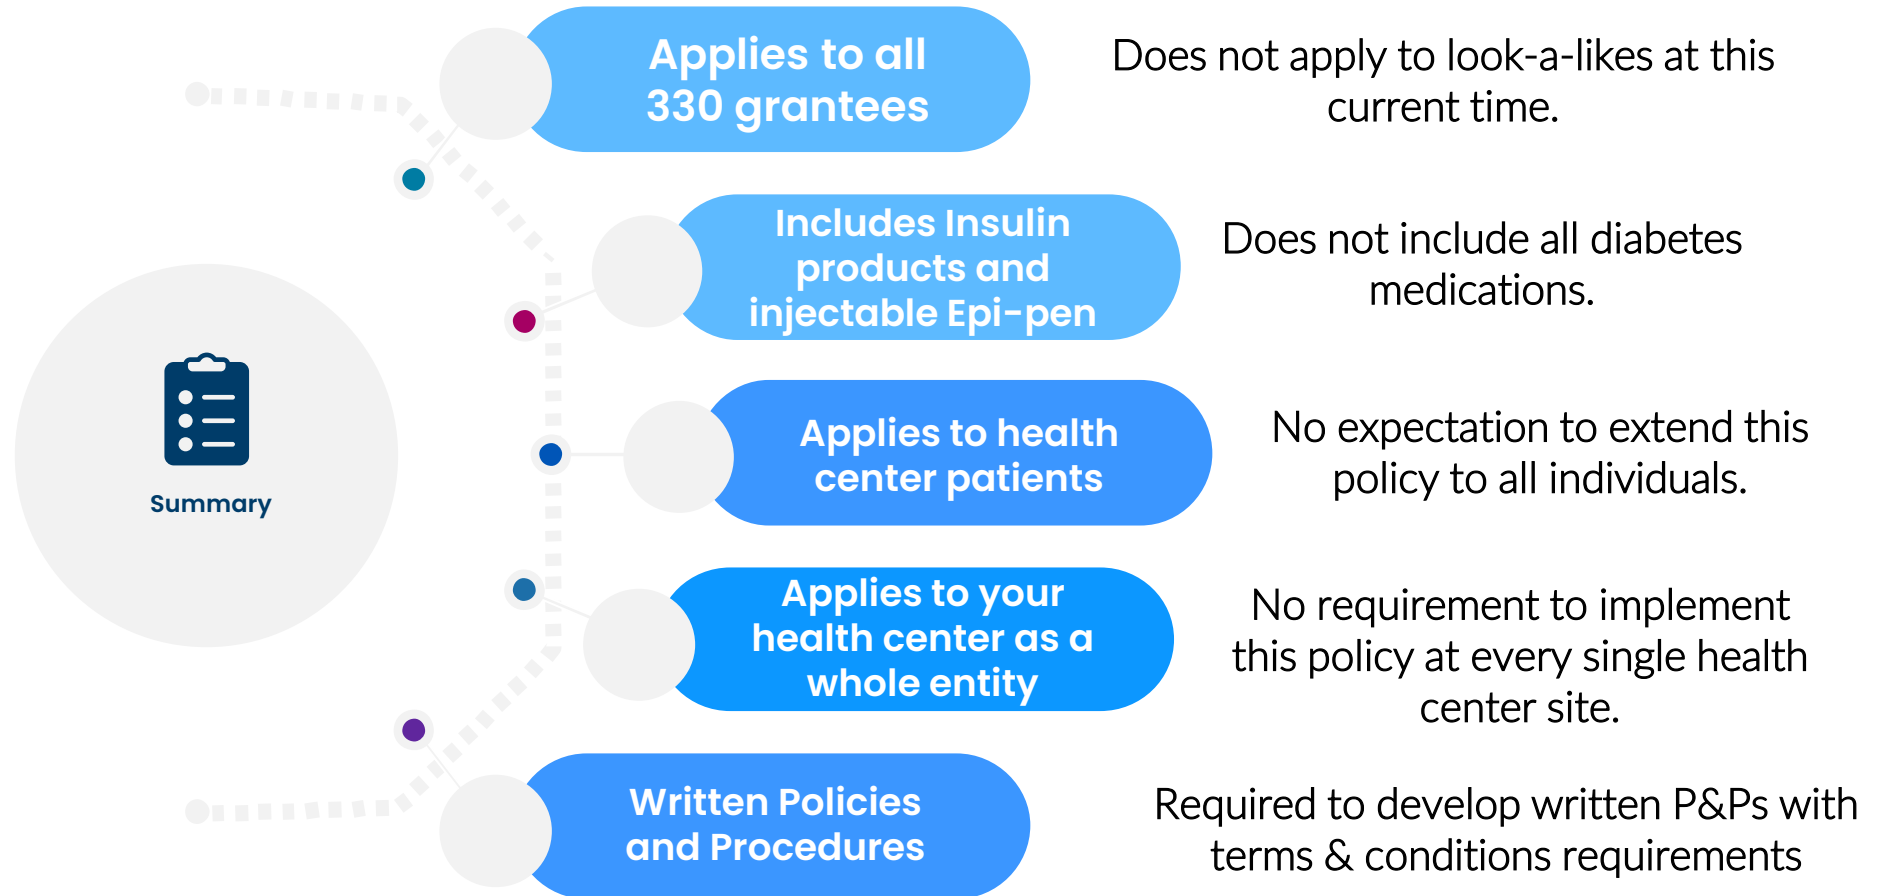 Applies to all
330 grantees
Does not apply to look-a-likes at this
current time.
Includes Insulin
products and
injectable Epi-pen
Does not include all diabetes
medications.
Summary
Applies to health
center patients
No expectation to extend this
policy to all individuals.
Applies to your
health center as a
whole entity
No requirement to implement
this policy at every single health
center site.
Written Policies
and Procedures
Required to develop written P&Ps with
terms & conditions requirements